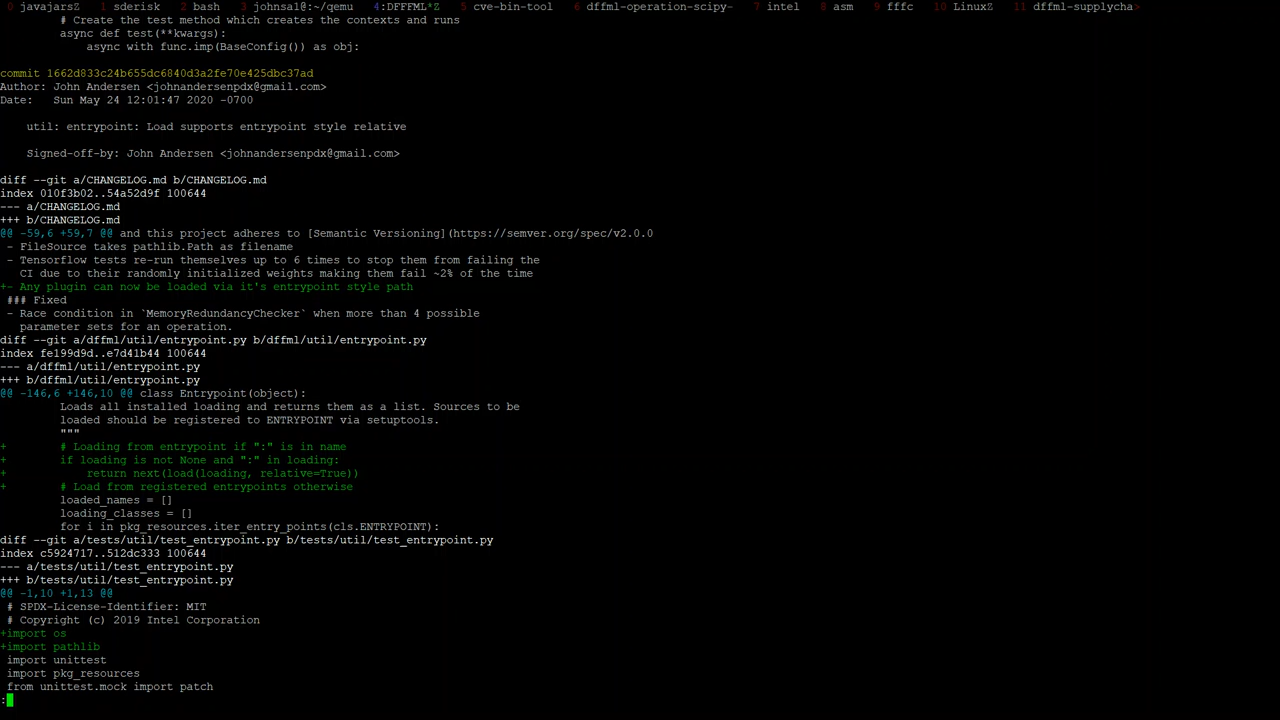 0 javajarsZ  1 sderisk  2 bash  3 johnsal@:~/qemu  4:DFFFML*Z  5 cve-bin-tool  6 dffml-operation-scipy-  7 intel  8 asm  9 fffc  10 LinuxZ  11 dffml-supplycha>
# Create the test method which creates the contexts and runs
async def test(**kwargs):
async with func.imp(BaseConfig()) as obj:
commit 1662d833c24b655dc6840d3a2fe70e425dbc37ad
Author: John Andersen <johnandersenpdx@gmail.com>
Date:   Sun May 24 12:01:47 2020 -0700
util: entrypoint: Load supports entrypoint style relative
Signed-off-by: John Andersen <johnandersenpdx@gmail.com>
diff --git a/CHANGELOG.md b/CHANGELOG.md
index 010f3b02..54a52d9f 100644
--- a/CHANGELOG.md
+++ b/CHANGELOG.md
@@ -59,6 +59,7 @@ and this project adheres to [Semantic Versioning](https://semver.org/spec/v2.0.0
- FileSource takes pathlib.Path as filename
- Tensorflow tests re-run themselves up to 6 times to stop them from failing the
CI due to their randomly initialized weights making them fail ~2% of the time
+- Any plugin can now be loaded via it's entrypoint style path
### Fixed
- Race condition in `MemoryRedundancyChecker` when more than 4 possible
parameter sets for an operation.
diff --git a/dffml/util/entrypoint.py b/dffml/util/entrypoint.py
index fe199d9d..e7d41b44 100644
--- a/dffml/util/entrypoint.py
+++ b/dffml/util/entrypoint.py
@@ -146,6 +146,10 @@ class Entrypoint(object):
Loads all installed loading and returns them as a list. Sources to be
loaded should be registered to ENTRYPOINT via setuptools.
"""
+        # Loading from entrypoint if ":" is in name
+        if loading is not None and ":" in loading:
+            return next(load(loading, relative=True))
+        # Load from registered entrypoints otherwise
loaded_names = []
loading_classes = []
for i in pkg_resources.iter_entry_points(cls.ENTRYPOINT):
diff --git a/tests/util/test_entrypoint.py b/tests/util/test_entrypoint.py
index c5924717..512dc333 100644
--- a/tests/util/test_entrypoint.py
+++ b/tests/util/test_entrypoint.py
@@ -1,10 +1,13 @@
# SPDX-License-Identifier: MIT
# Copyright (c) 2019 Intel Corporation
+import os
+import pathlib
import unittest
import pkg_resources
from unittest.mock import patch
: